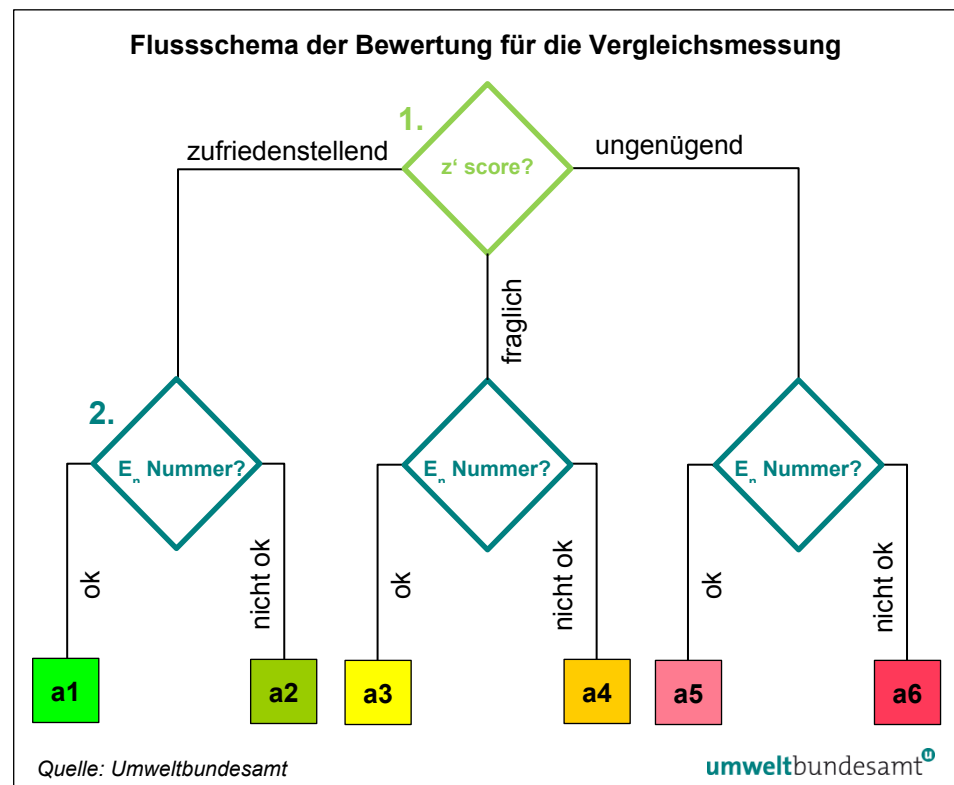 Flussschema der Bewertung für die Vergleichsmessung
1.
zufriedenstellend
z‘ score?
ungenügend
fraglich
2.
En Nummer?
En Nummer?
En Nummer?
ok
nicht ok
ok
nicht ok
ok
nicht ok
a1
a2
a3
a4
a5
a6
Quelle: Umweltbundesamt
umweltbundesamt u